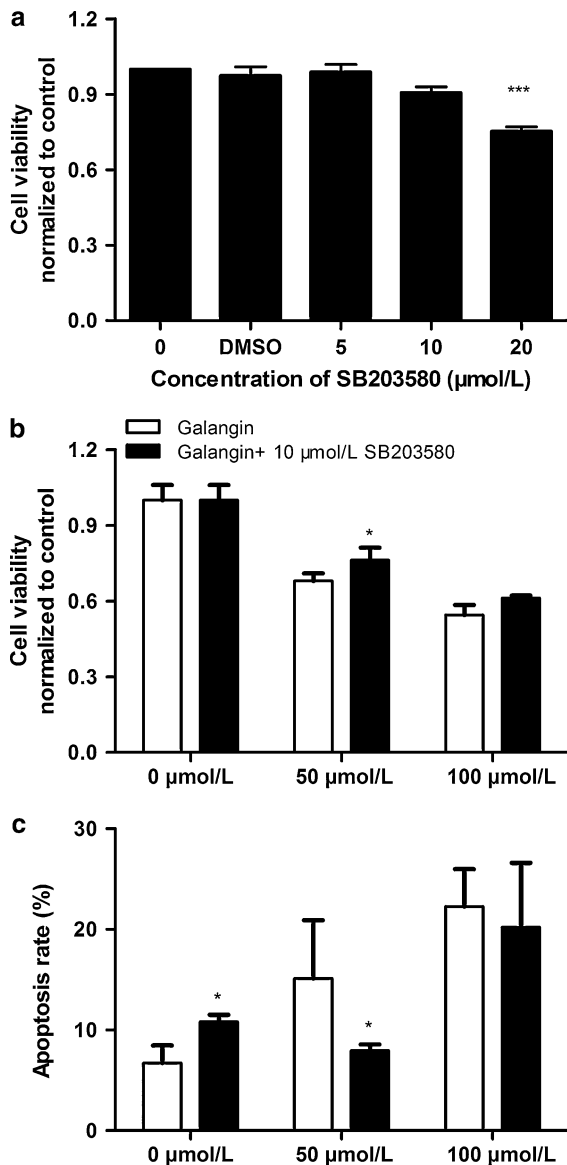 a
1.2
0.9
0.6
0.3
0.0
Cell viability
normalized to control
***
0 DMSO 5 10 20
Concentration of SB203580 (μmol/L)
b
Galangin
Galangin+ 10 μmol/L SB203580
1.2
0.9
0.6
0.3
0.0
Cell viability
normalized to control
*
0 μmol/L 50 μmol/L 100 μmol/L
c
30
20
10
0
Apoptosis rate (%)
*
*
0 μmol/L 50 μmol/L 100 μmol/L